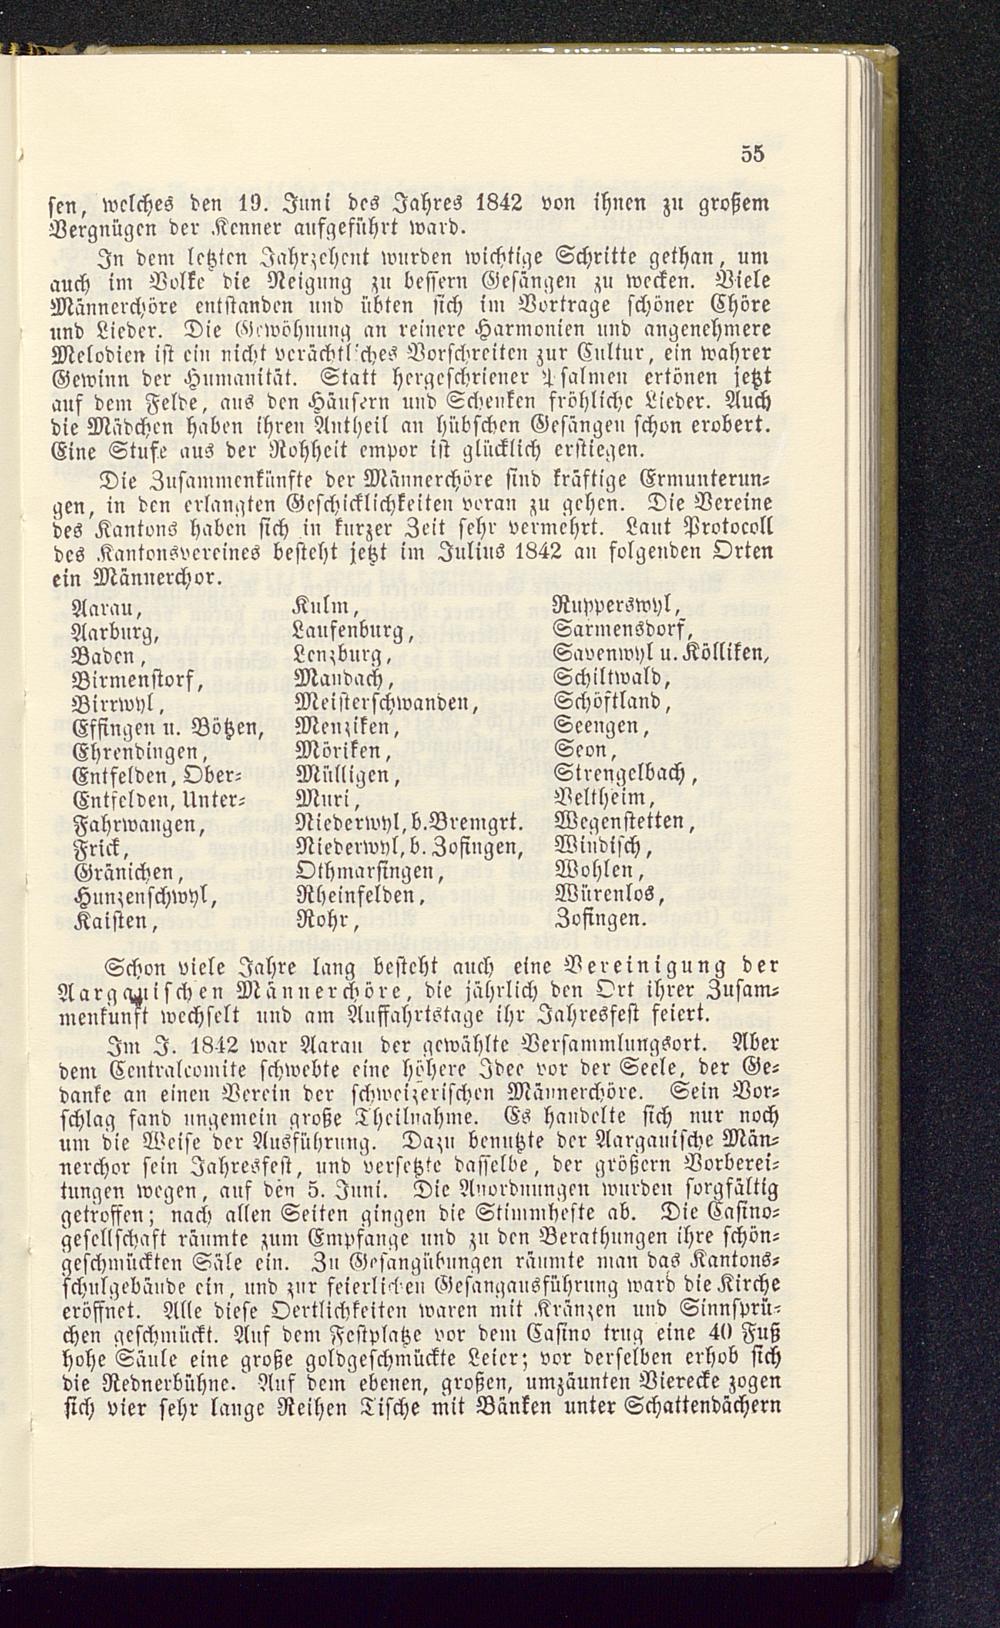 55
sen, welches den 19. Juni des Jahres 1842 von ihnen zu großem
Vergnügen der Kenner aufgeführt ward.
In dem letzten Jahrzehent wurden wichtige Schritte gethan, um
auch im Volke die Neigung zu bessern Gesängen zu wecken. Viele
Männerchöre entstanden und übten sich im Vortrage schöner Chöre
und Lieder. Die Gewöhnung an reinere Harmonien und angenehmere
Melodien ist ein nicht verächtliches Vorschreiten zur Cultur, ein wahrer
Gewinn der Humanität. Statt hergeschriener Psalmen ertönen jetzt
auf dem Felde, aus den Häusern und Schenken fröhliche Lieder. Auch
die Mädchen haben ihren Antheil an hübschen Gesängen schon erobert.
Eine Stufe aus der Rohheit empor ist glücklich erstiegen.
Die Zusammenkünfte der Männerchöre sind kräftige Ermunterun-
gen, in den erlangten Geschicklichkeiten voran zu gehen. Die Vereine
des Kantons haben sich in kurzer Zeit sehr vermehrt. Laut Protocoll
des Kantonsvereines besteht jetzt im Julius 1842 an folgenden Orten
ein Männerchor.
Aarau,
Aarburg,
Baden,
Birmenstorf,
Birrwyl,
Effingen u. Bötzen,
Ehrendingen,
Entfelden, Ober-
Entfelden, Unter-
Fahrwangen,
Frick,
Gränichen,
Hunzenschwyl,
Kaisten,
Kulm,
Laufenburg,
Lenzburg,
Mandach,
Meisterschwanden,
Menziken,
Möriken,
Mülligen,
Muri,
Niederwyl, b. Bremgrt.
Niederwyl, b. Zofingen,
Othmarsingen,
Rheinfelden,
Rohr,
Rupperswyl,
Sarmensdorf,
Savenwyl u. Kölliken,
Schiltwald,
Schöftland,
Seengen,
Seon,
Strengelbach,
Veltheim,
Wegenstetten,
Windisch,
Wohlen,
Würenlos,
Zofingen.
Schon viele Jahre lang besteht auch eine Vereinigung der
Aargauischen Männerchöre, die jährlich den Ort ihrer Zusam-
menkunft wechselt und am Auffahrtstage ihr Jahresfest feiert.
Im J. 1842 war Aarau der gewählte Versammlungsort. Aber
dem Centralcomite schwebte eine höhere Idee vor der Seele, der Ge-
danke an einen Verein der schweizerischen Männerchöre. Sein Vor-
schlag fand ungemein große Theilnahme. Es handelte sich nur noch
um die Weise der Ausführung. Dazu benutzte der Aargauische Män-
nerchor sein Jahresfest, und versetzte dasselbe, der größern Vorberei-
tungen wegen, auf den 5. Juni. Die Anordnungen wurden sorgfältig
getroffen; nach allen Seiten gingen die Stimmhefte ab. Die Casino-
gesellschaft räumte zum Empfange und zu den Berathungen ihre schön-
geschmückten Säle ein. Zu Gesangübungen räumte man das Kantons-
schulgebäude ein, und zur feierlichen Gesangausführung ward die Kirche
eröffnet. Alle diese Oertlichkeiten waren mit Kränzen und Sinnsprü-
chen geschmückt. Auf dem Festplatze vor dem Casino trug eine 40 Fuß
hohe Säule eine große goldgeschmückte Leier; vor derselben erhob sich
die Rednerbühne. Auf dem ebenen, großen, umzäunten Vierecke zogen
sich vier sehr lange Reihen Tische mit Bänken unter Schattendächern